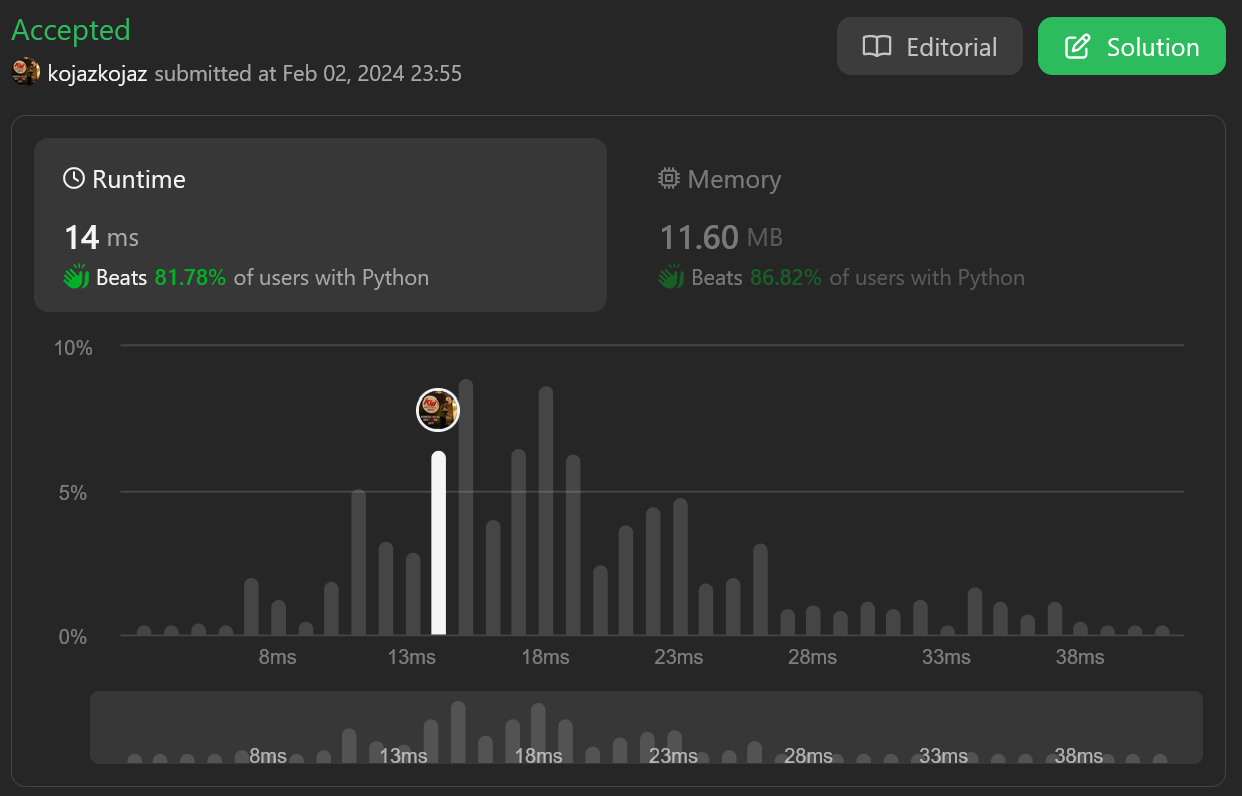 Accepted
kojazkojaz submitted at Feb 02, 2024 23:55
Editorial
Solution
Runtime
14 ms
Beats 81.78% of users with Python
Memory
11.60 MB
Beats 86.82% of users with Python
10%
5%
0%
8ms 13ms 18ms 23ms 28ms 33ms 38ms
8ms 13ms 18ms 23ms 28ms 33ms 38ms